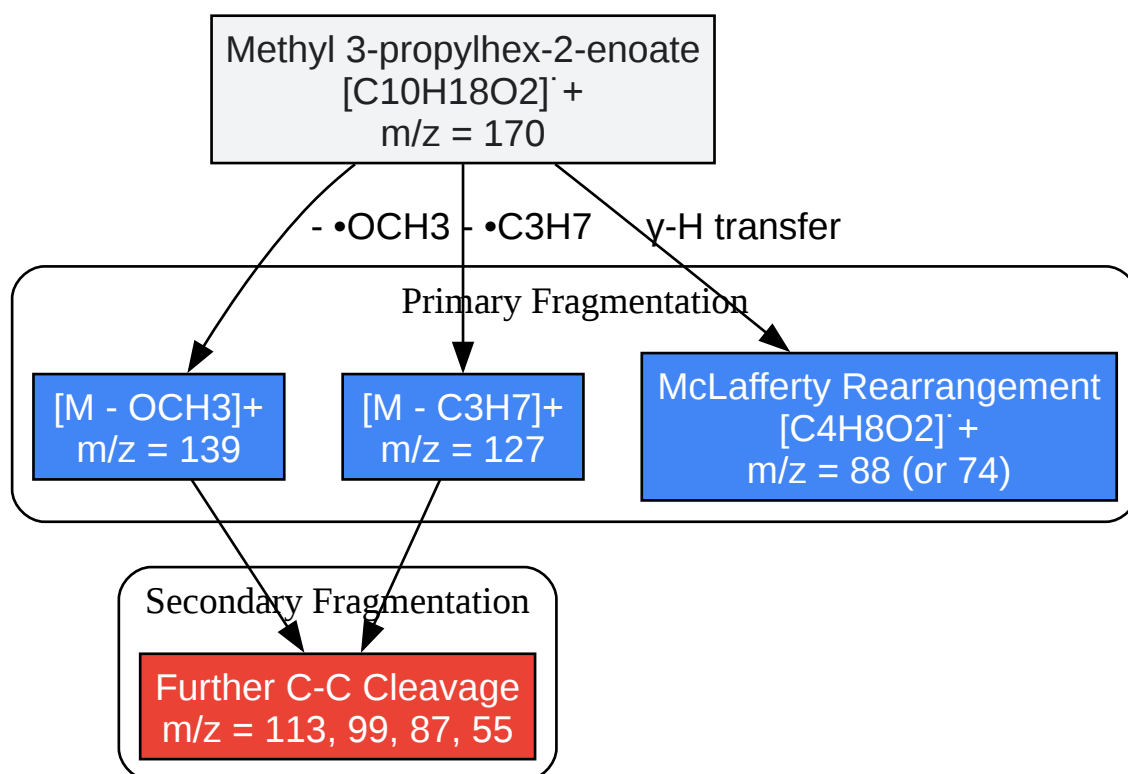 Methyl 3-propylhex-2-enoate
[C10H18O2]˙+
m/z = 170
- •OCH3
- •C3H7
γ-H transfer
Primary Fragmentation
[M - OCH3]+
m/z = 139
[M - C3H7]+
m/z = 127
McLafferty Rearrangement
[C4H8O2]˙+
m/z = 88 (or 74)
Secondary Fragmentation
Further C-C Cleavage
m/z = 113, 99, 87, 55